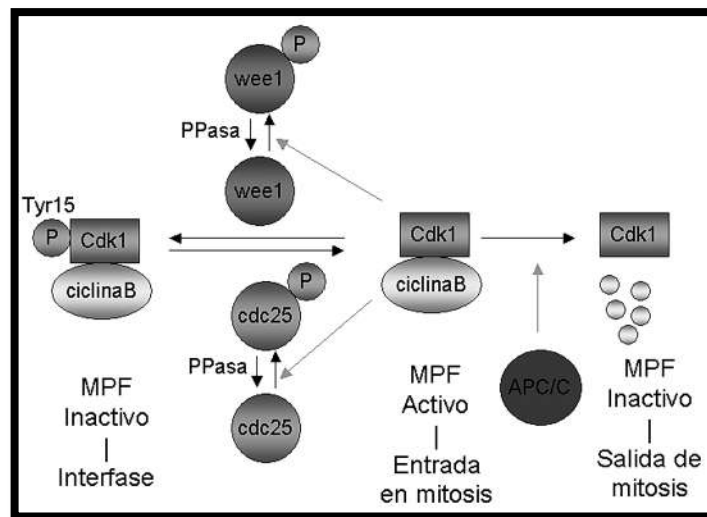 P
wee1
PPasa
wee1
Tyr15
P
Cdk1
ciclinaB
P
cdc25
PPasa
cdc25
Cdk1
ciclinaB
Cdk1
APC/C
MPF
Inactivo
Interfase
MPF
Activo
Entrada
en mitosis
MPF
Inactivo
Salida de
mitosis